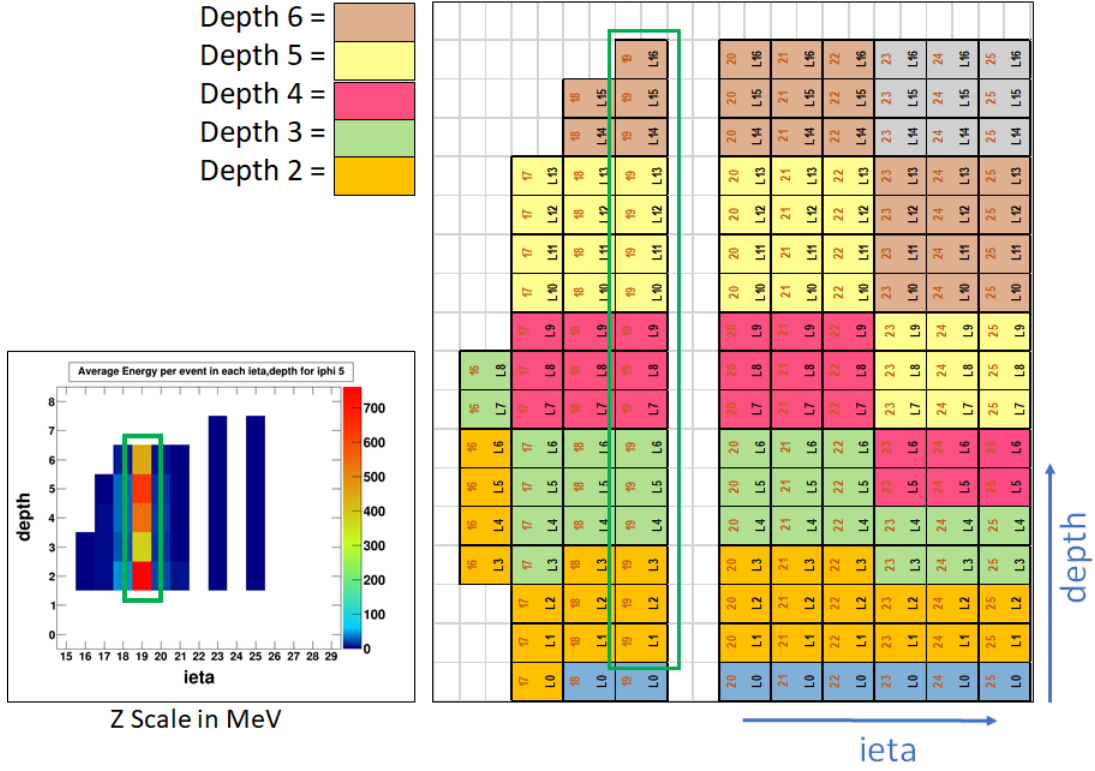 Depth 6 =
Depth 5 =
Depth 4 =
Depth 3 =
Depth 2 =
19 L16 20 L16 21 L16 22 L16 23 L16 24 L16 25 L16
18 L15 19 L15 20 L15 21 L15 22 L15 23 L15 24 L15 25 L15
18 L14 19 L14 20 L14 21 L14 22 L14 23 L14 24 L14 25 L14
17 L13 18 L13 19 L13 20 L13 21 L13 22 L13 23 L13 24 L13 25 L13
17 L12 18 L12 19 L12 20 L12 21 L12 22 L12 23 L12 24 L12 25 L12
17 L11 18 L11 19 L11 20 L11 21 L11 22 L11 23 L11 24 L11 25 L11
17 L10 18 L10 19 L10 20 L10 21 L10 22 L10 23 L10 24 L10 25 L10
17 L9 18 L9 19 L9 20 L9 21 L9 22 L9 23 L9 24 L9 25 L9
16 L8 17 L8 18 L8 19 L8 20 L8 21 L8 22 L8 23 L8 24 L8 25 L8
16 L7 17 L7 18 L7 19 L7 20 L7 21 L7 22 L7 23 L7 24 L7 25 L7
16 L6 17 L6 18 L6 19 L6 20 L6 21 L6 22 L6 23 L6 24 L6 25 L6
16 L5 17 L5 18 L5 19 L5 20 L5 21 L5 22 L5 23 L5 24 L5 25 L5
16 L4 17 L4 18 L4 19 L4 20 L4 21 L4 22 L4 23 L4 24 L4 25 L4
16 L3 17 L3 18 L3 19 L3 20 L3 21 L3 22 L3 23 L3 24 L3 25 L3
17 L2 18 L2 19 L2 20 L2 21 L2 22 L2 23 L2 24 L2 25 L2
17 L1 18 L1 19 L1 20 L1 21 L1 22 L1 23 L1 24 L1 25 L1
17 L0 18 L0 19 L0 20 L0 21 L0 22 L0 23 L0 24 L0 25 L0
depth
ieta
Average Energy per event in each ieta,depth for iphi 5
8
7
6
5
4
3
2
1
0
depth
15 16 17 18 19 20 21 22 23 24 25 26 27 28 29
ieta
700
600
500
400
300
200
100
0
Z Scale in MeV